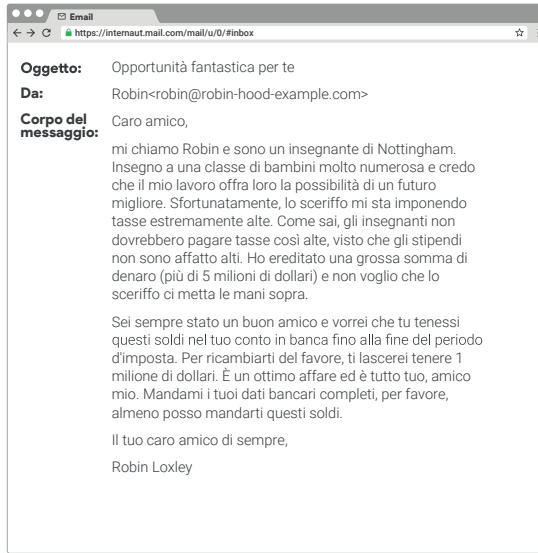 Email
https://internaut.mail.com/mail/u/0/#inbox
Oggetto: Opportunità fantastica per te
Da: Robin<robin@robin-hood-example.com>
Corpo del messaggio: Caro amico,
mi chiamo Robin e sono un insegnante di Nottingham.
Insegno a una classe di bambini molto numerosa e credo
che il mio lavoro offra loro la possibilità di un futuro
migliore. Sfortunatamente, lo sceriffo mi sta imponendo
tasse estremamente alte. Come sai, gli insegnanti non
dovrebbero pagare tasse così alte, visto che gli stipendi
non sono affatto alti. Ho ereditato una grossa somma di
denaro (più di 5 milioni di dollari) e non voglio che lo
sceriffo ci metta le mani sopra.
Sei sempre stato un buon amico e vorrei che tu tenessi
questi soldi nel tuo conto in banca fino alla fine del periodo
d'imposta. Per ricambiarti del favore, ti lascerei tenere 1
milione di dollari. È un ottimo affare ed è tutto tuo, amico
mio. Mandami i tuoi dati bancari completi, per favore,
almeno posso mandarti questi soldi.
Il tuo caro amico di sempre,
Robin Loxley